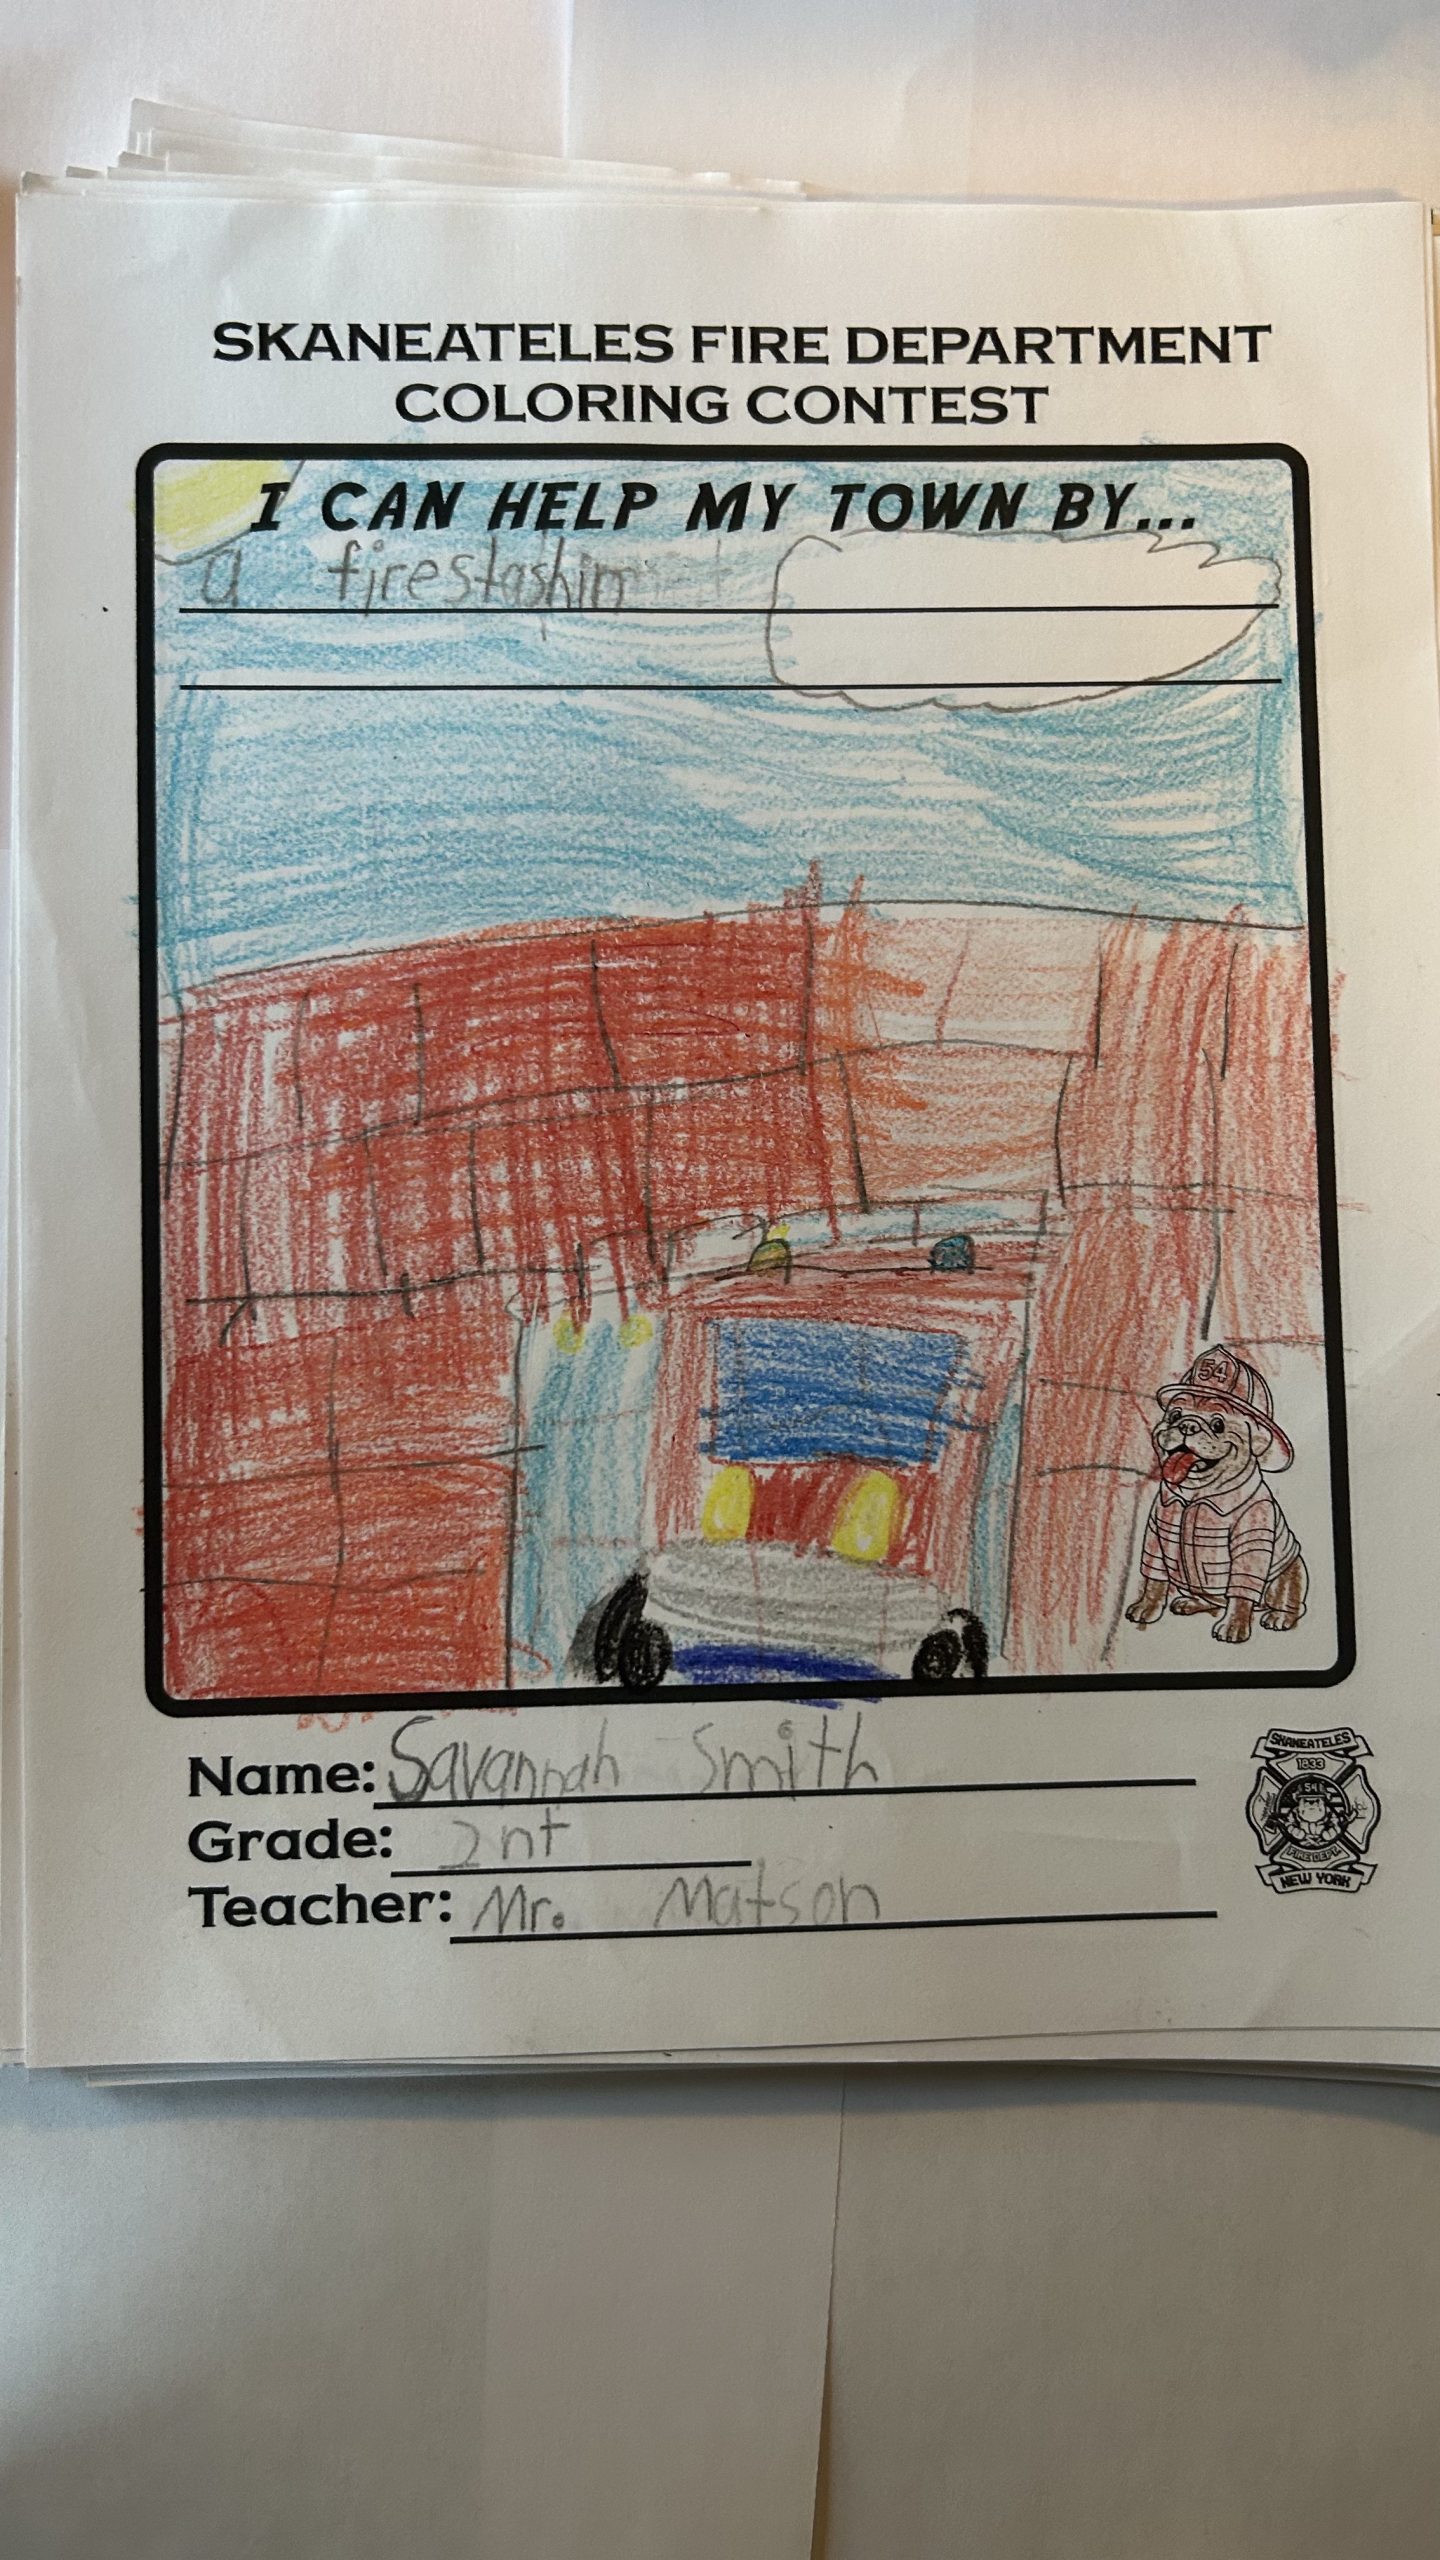 SKANEATELES FIRE DEPARTMENT
COLORING CONTEST
I CAN HELP MY TOWN BY...
a firestashin
54
Name: Savannah Smith
Grade: 2nt
Teacher: Mr. Matson
SKANEATELES
1833
54
FIRE DEPT.
NEW YORK